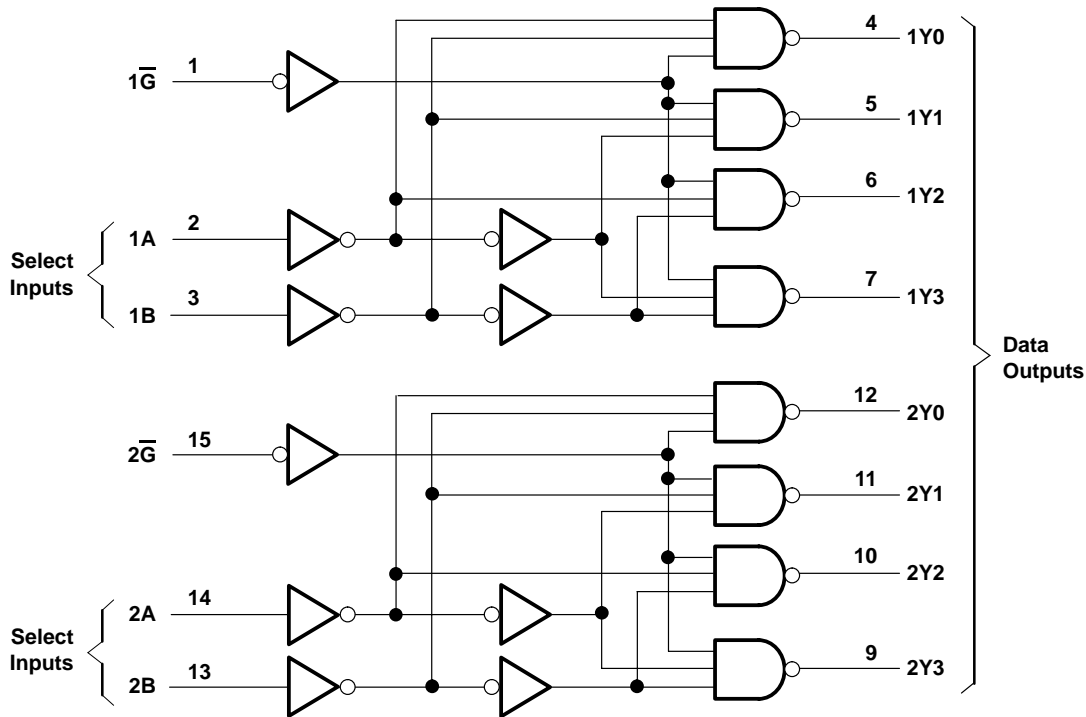 4
1Y0
1
1G̅
5
1Y1
6
1Y2
2
1A
Select
Inputs
3
1B
7
1Y3
Data
Outputs
12
2Y0
15
2G̅
11
2Y1
10
2Y2
14
2A
Select
Inputs
13
2B
9
2Y3